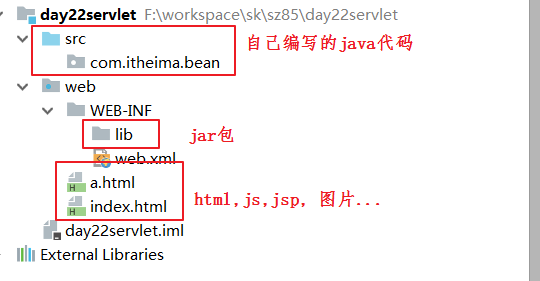 day22servlet F:\workspace\sk\sz85\day22servlet
src
自己编写的java代码
com.itheima.bean
web
WEB-INF
lib
jar包
web.xml
a.html
index.html
html,js,jsp, 图片...
day22servlet.iml
External Libraries